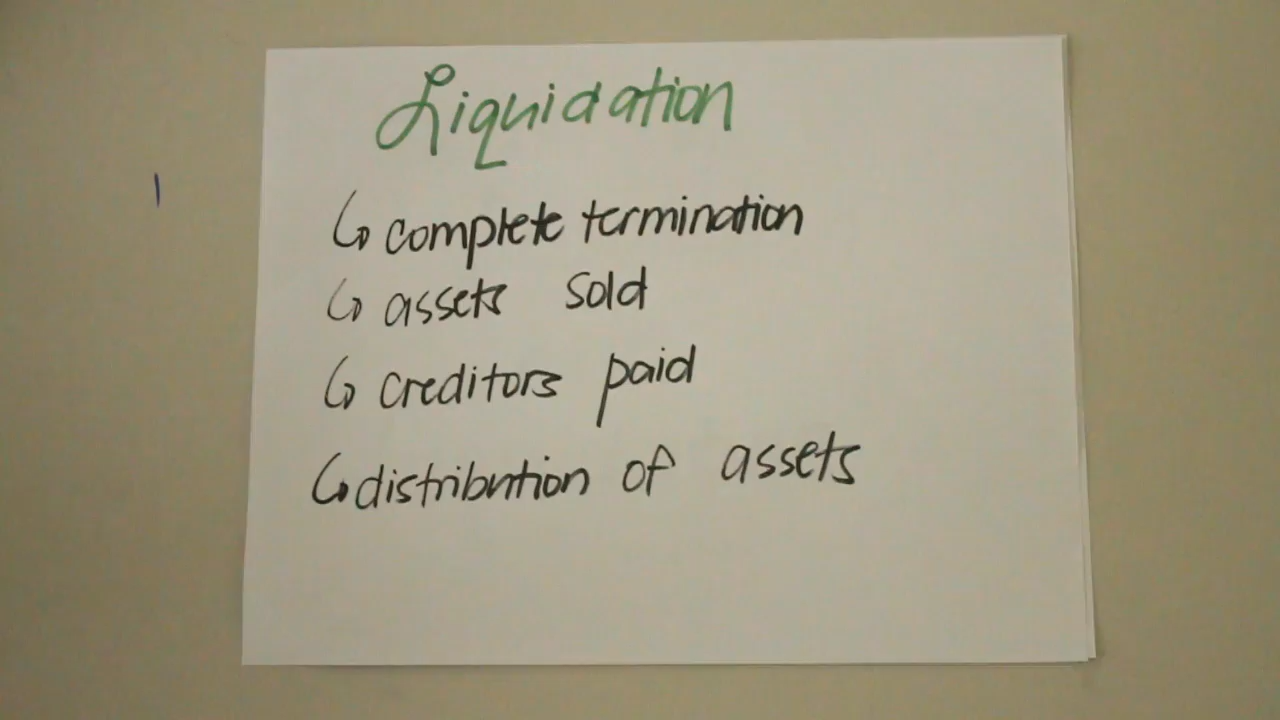 Liquidation
↳ complete termination
↳ assets sold
↳ creditors paid
↳ distribution of assets